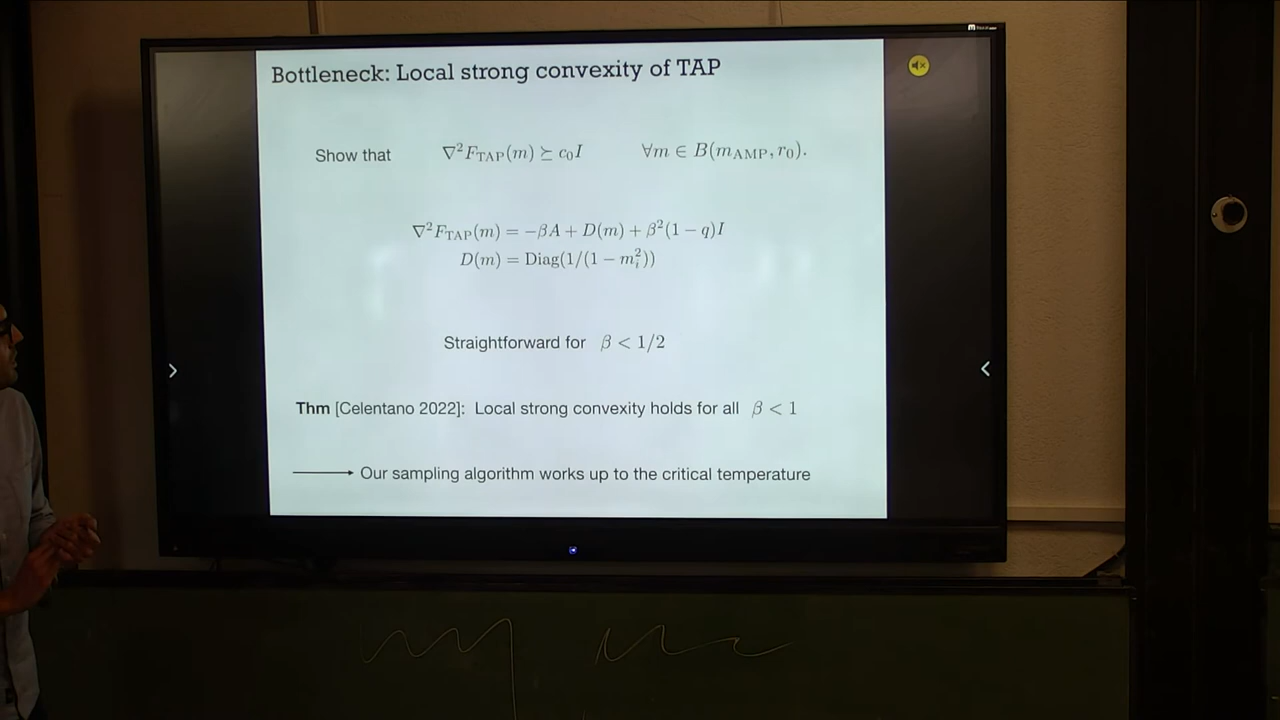 Bottleneck: Local strong convexity of TAP
Show that ∇²F_TAP(m) ⪰ c₀I ∀m ∈ B(m_AMP, r₀).
∇²F_TAP(m) = −βA + D(m) + β²(1 − q)I
D(m) = Diag(1/(1 − m_i²))
Straightforward for β < 1/2
Thm [Celentano 2022]: Local strong convexity holds for all β < 1
⟶ Our sampling algorithm works up to the critical temperature